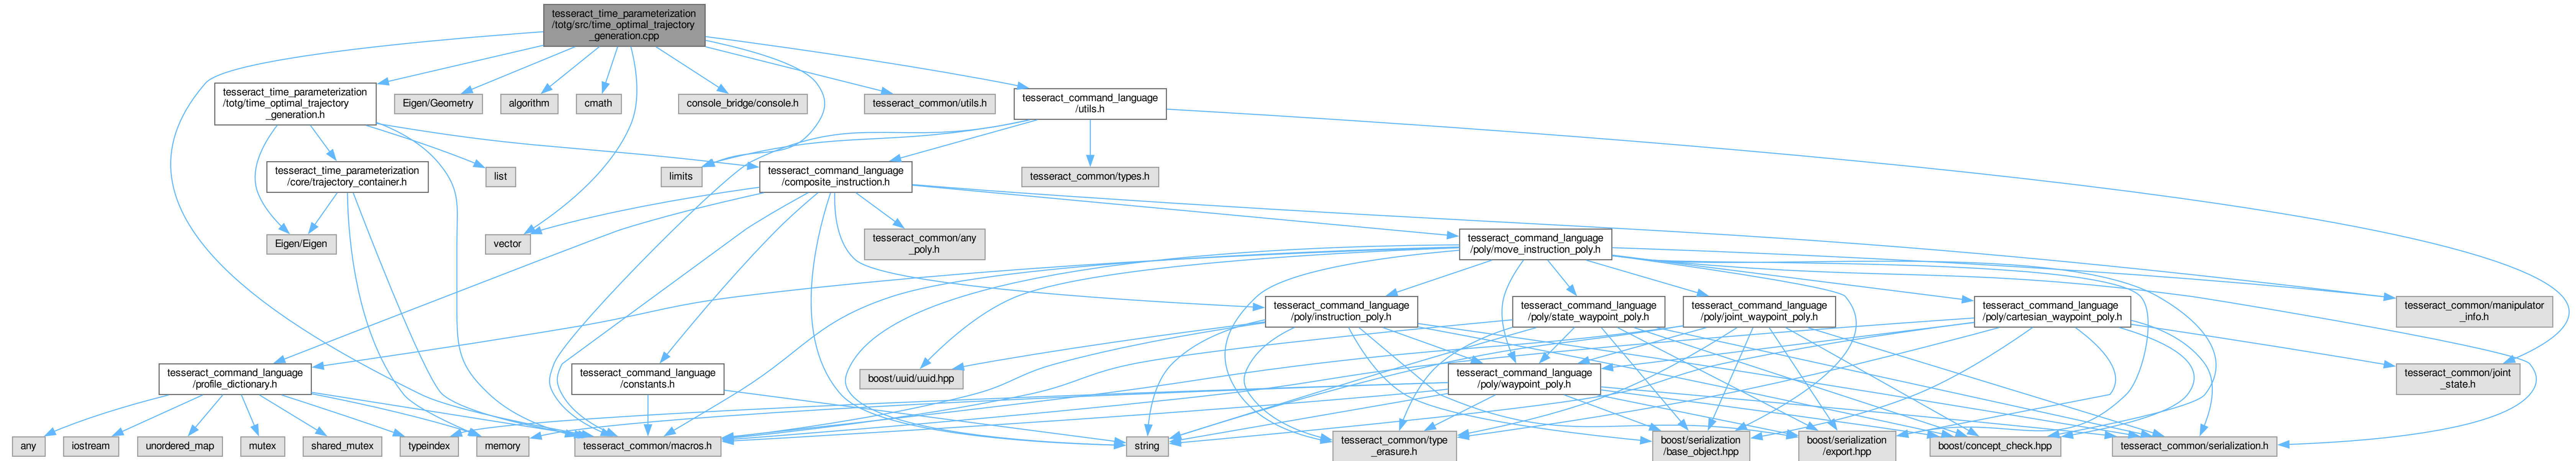 tesseract_time_parameterization
/totg/src/time_optimal_trajectory
_generation.cpp
tesseract_time_parameterization
/totg/time_optimal_trajectory
_generation.h
Eigen/Geometry
algorithm
cmath
console_bridge/console.h
tesseract_common/utils.h
tesseract_command_language
/utils.h
tesseract_time_parameterization
/core/trajectory_container.h
list
limits
tesseract_command_language
/composite_instruction.h
tesseract_common/types.h
Eigen/Eigen
vector
tesseract_common/any
_poly.h
tesseract_command_language
/poly/move_instruction_poly.h
tesseract_command_language
/poly/instruction_poly.h
tesseract_command_language
/poly/state_waypoint_poly.h
tesseract_command_language
/poly/joint_waypoint_poly.h
tesseract_command_language
/poly/cartesian_waypoint_poly.h
tesseract_common/manipulator
_info.h
tesseract_command_language
/profile_dictionary.h
tesseract_command_language
/constants.h
boost/uuid/uuid.hpp
tesseract_command_language
/poly/waypoint_poly.h
tesseract_common/joint
_state.h
any
iostream
unordered_map
mutex
shared_mutex
typeindex
memory
tesseract_common/macros.h
string
tesseract_common/type
_erasure.h
boost/serialization
/base_object.hpp
boost/serialization
/export.hpp
boost/concept_check.hpp
tesseract_common/serialization.h